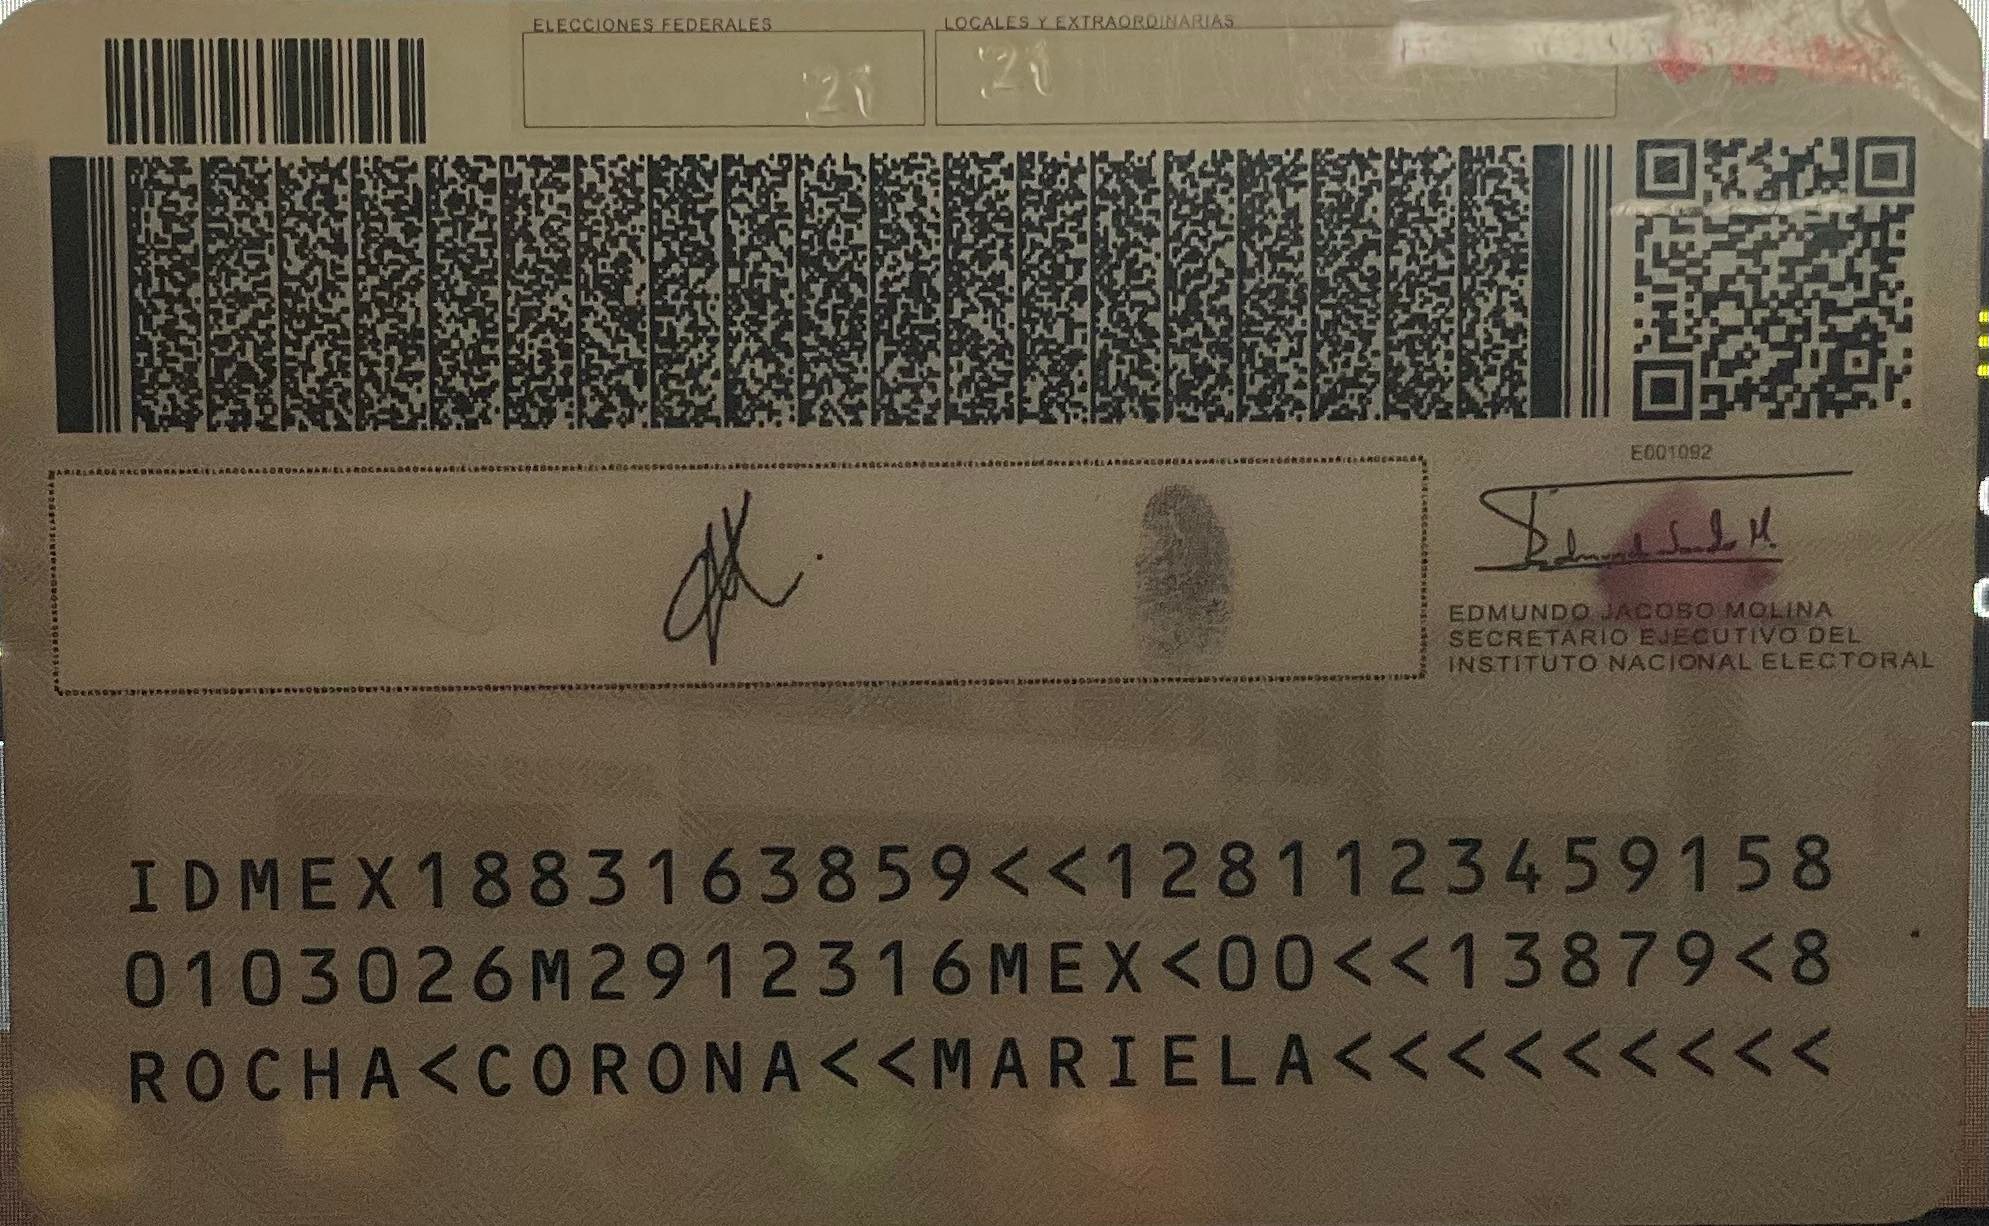 ELECCIONES FEDERALES
LOCALES Y EXTRAORDINARIAS
21
21
E001092
EDMUNDO JACOBO MOLINA
SECRETARIO EJECUTIVO DEL
INSTITUTO NACIONAL ELECTORAL
IDMEX1883163859<<1281123459158
0103026M2912316MEX<00<<13879<8
ROCHA<CORONA<<MARIELA<<<<<<<<<